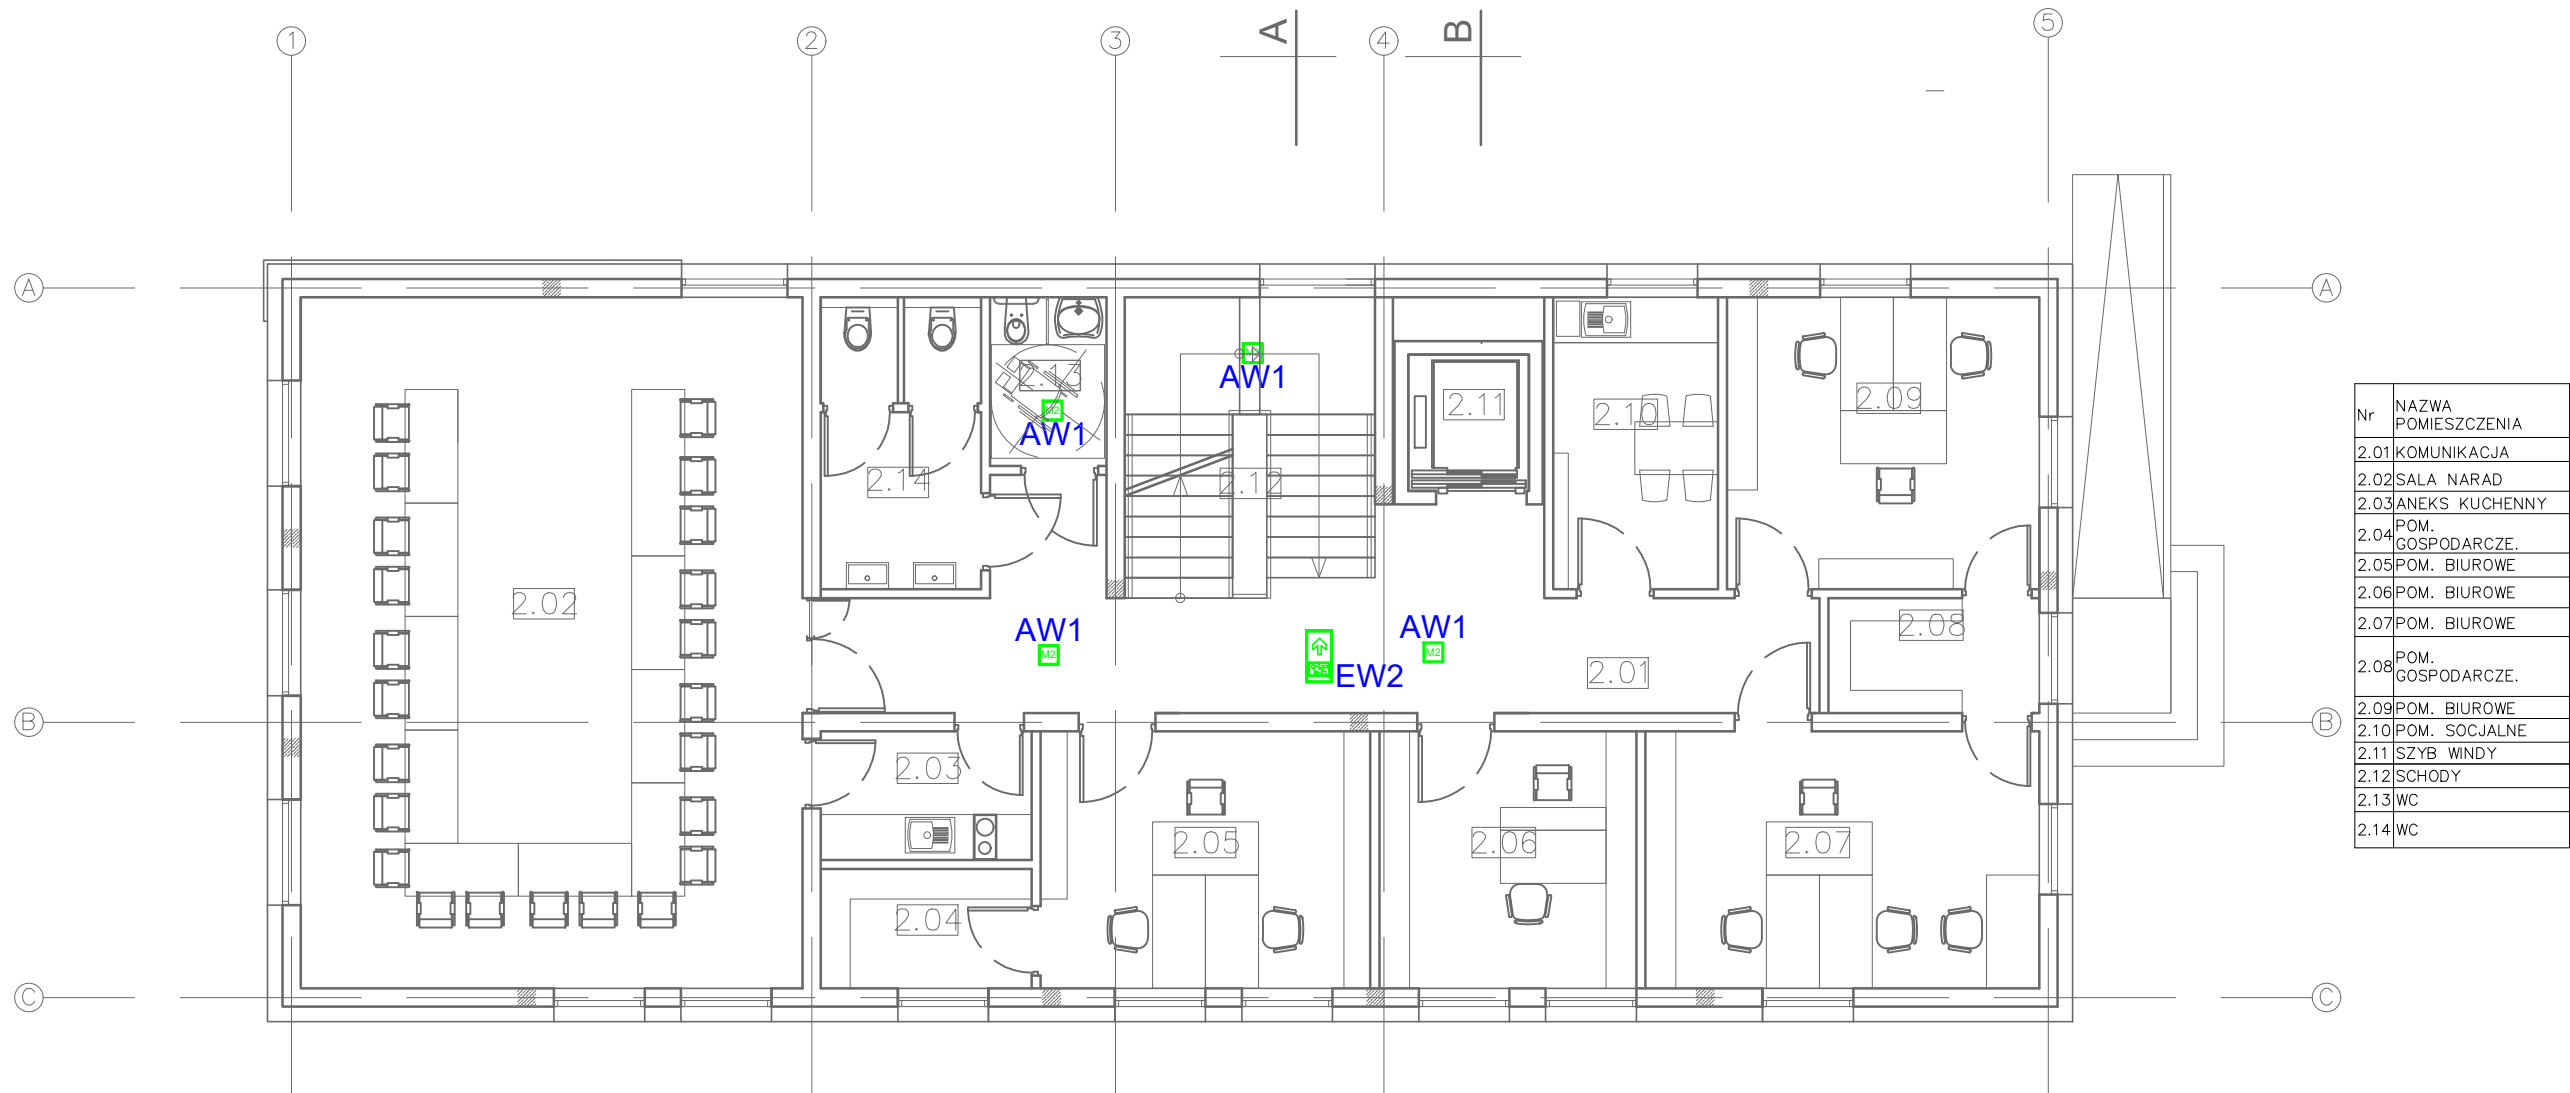 1
2
3
A
4
B
5
A
A
AW1
2.13
2.11
2.09
2.10
AW1
2.14
2.12
Nr NAZWA
POMIESZCZENIA
2.01 KOMUNIKACJA
2.02 SALA NARAD
2.03 ANEKS KUCHENNY
2.04 POM.
GOSPODARCZE.
2.05 POM. BIUROWE
2.06 POM. BIUROWE
2.07 POM. BIUROWE
2.08 POM.
GOSPODARCZE.
2.09 POM. BIUROWE
2.10 POM. SOCJALNE
2.11 SZYB WINDY
2.12 SCHODY
2.13 WC
2.14 WC
2.02
AW1
M2
AW1
M2
2.08
EW2
2.01
B
B
2.03
2.05
2.06
2.07
2.04
C
C